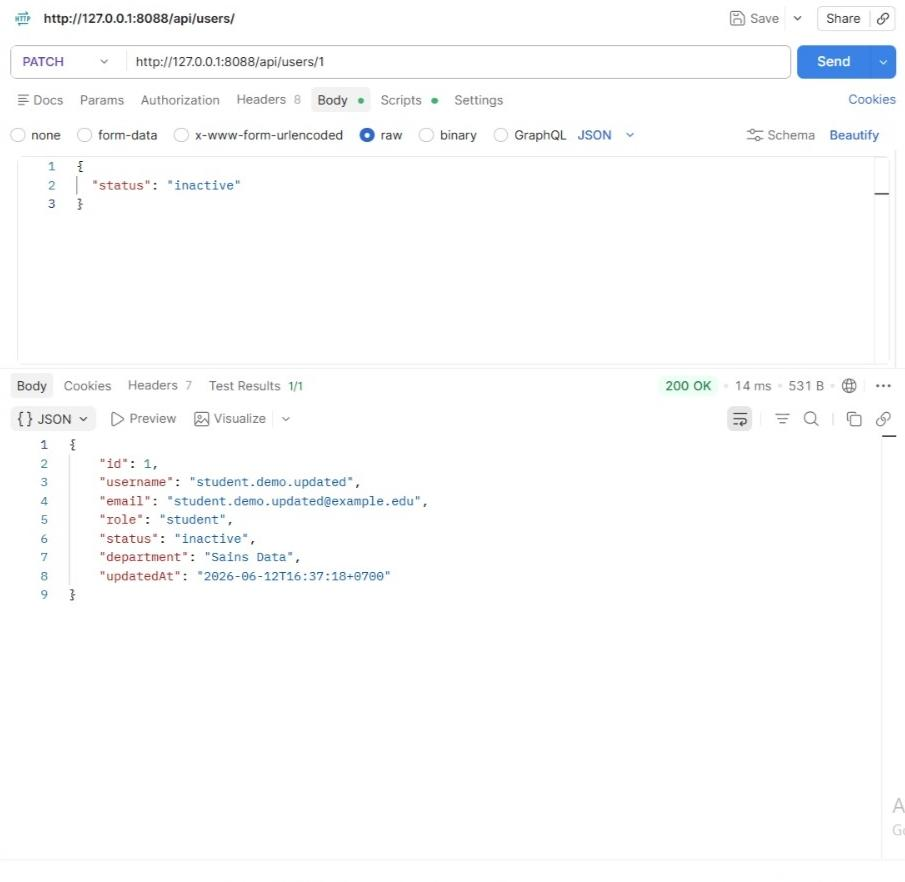 HTTP http://127.0.0.1:8088/api/users/ Save Share
PATCH http://127.0.0.1:8088/api/users/1 Send
Docs Params Authorization Headers 8 Body Scripts Settings Cookies
none form-data x-www-form-urlencoded raw binary GraphQL JSON Schema Beautify
1 {
2 "status": "inactive"
3 }
Body Cookies Headers 7 Test Results 1/1 200 OK 14 ms 531 B
{} JSON Preview Visualize
1 {
2 "id": 1,
3 "username": "student.demo.updated",
4 "email": "student.demo.updated@example.edu",
5 "role": "student",
6 "status": "inactive",
7 "department": "Sains Data",
8 "updatedAt": "2026-06-12T16:37:18+0700"
9 }